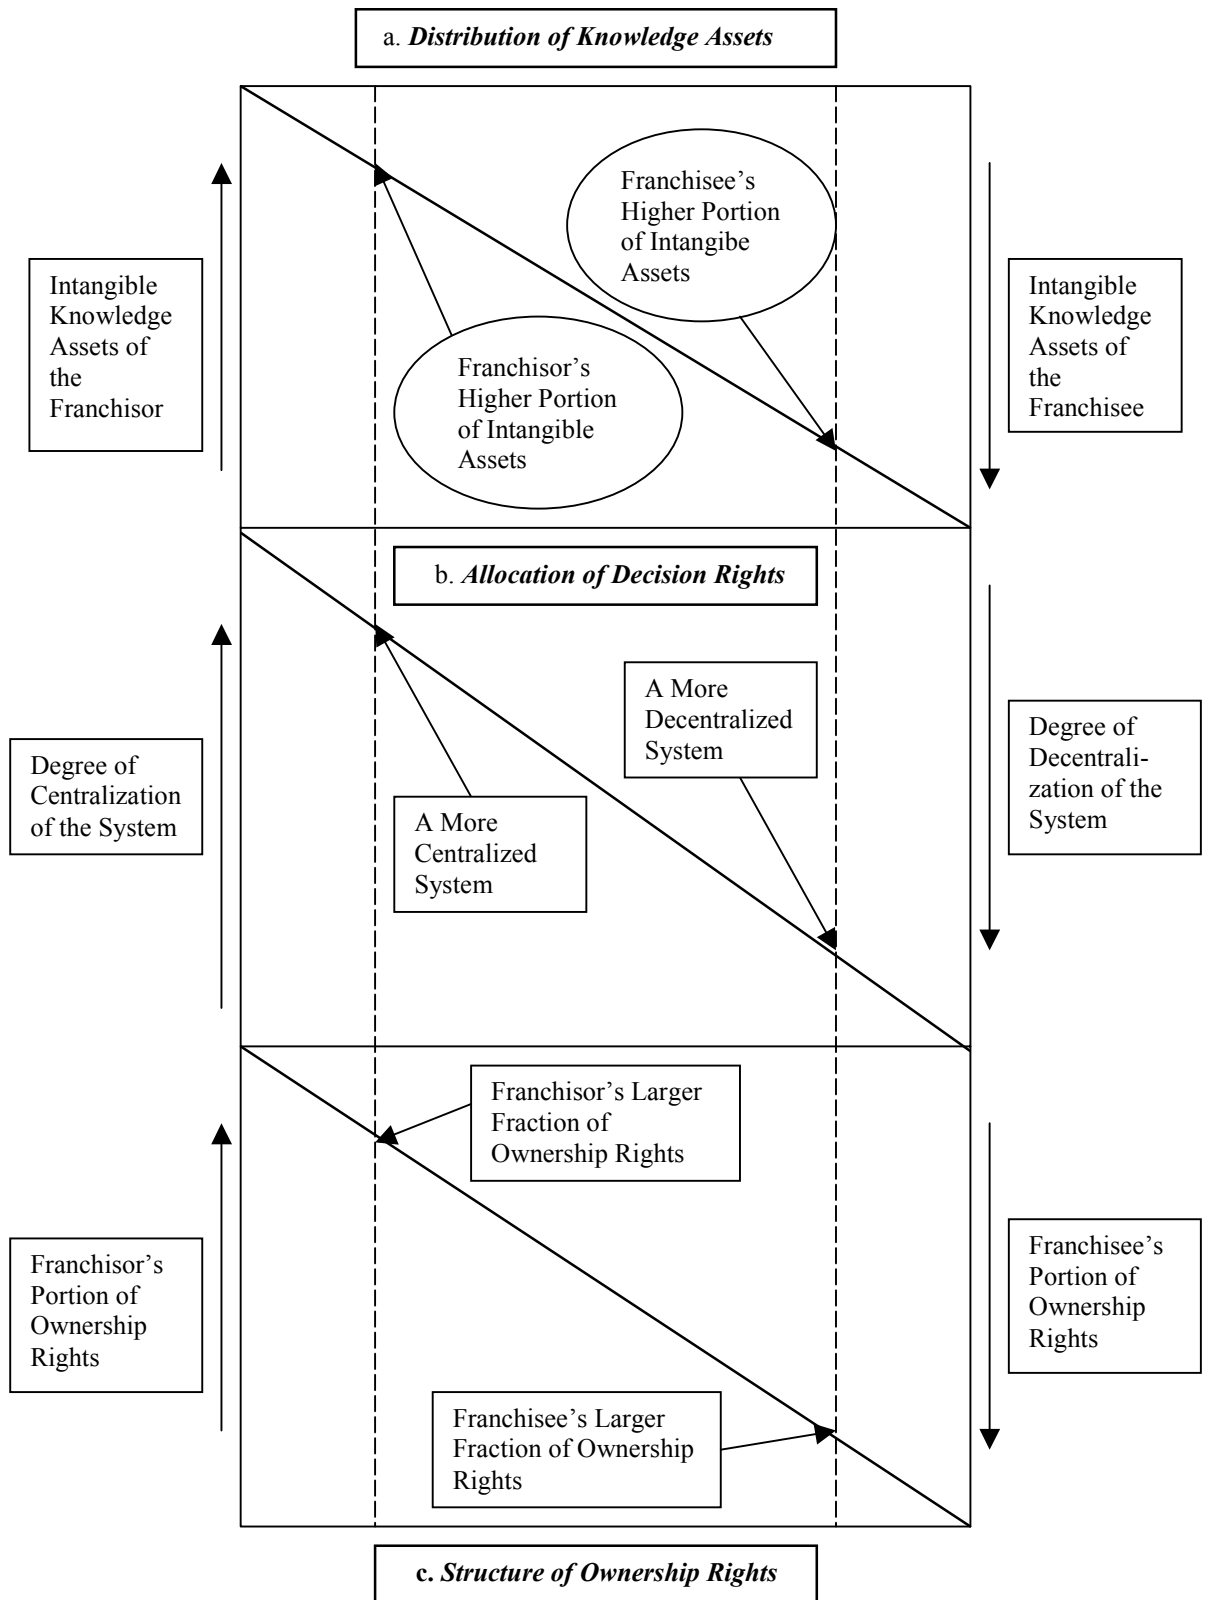 a. Distribution of Knowledge Assets
Franchisee’s
Higher Portion
of Intangibe
Assets
Intangible
Knowledge
Assets of
the
Franchisor
Intangible
Knowledge
Assets of
the
Franchisee
Franchisor’s
Higher Portion
of Intangible
Assets
b. Allocation of Decision Rights
A More
Decentralized
System
Degree of
Centralization
of the System
Degree of
Decentrali-
zation of the
System
A More
Centralized
System
Franchisor’s Larger
Fraction of
Ownership Rights
Franchisor’s
Portion of
Ownership
Rights
Franchisee’s
Portion of
Ownership
Rights
Franchisee’s Larger
Fraction of Ownership
Rights
c. Structure of Ownership Rights